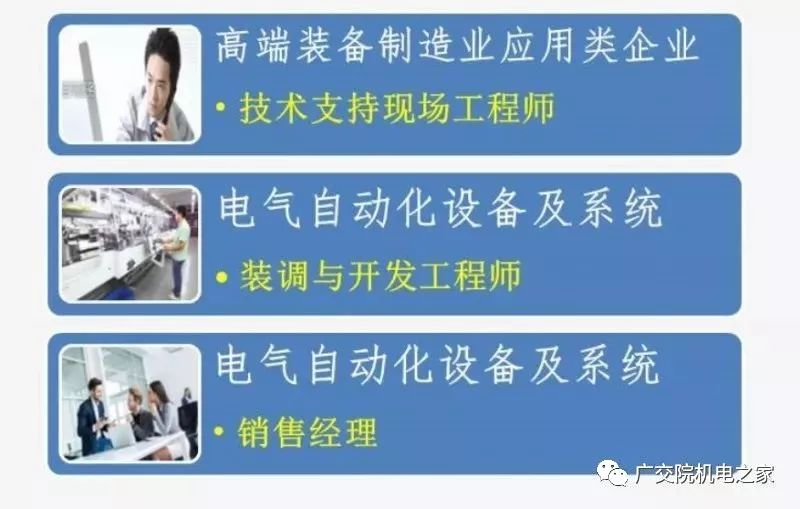 高端装备制造业应用类企业
• 技术支持现场工程师
电气自动化设备及系统
• 装调与开发工程师
电气自动化设备及系统
• 销售经理
广交院机电之家